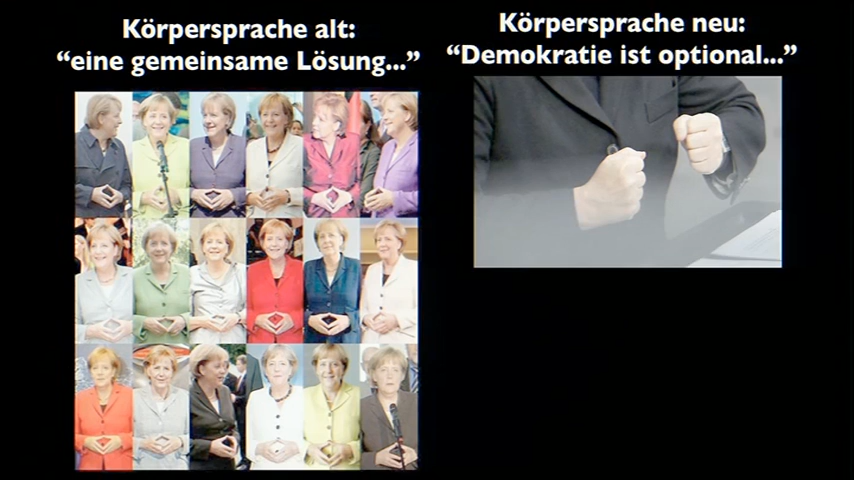 Körpersprache alt:
“eine gemeinsame Lösung...”
Körpersprache neu:
“Demokratie ist optional...”